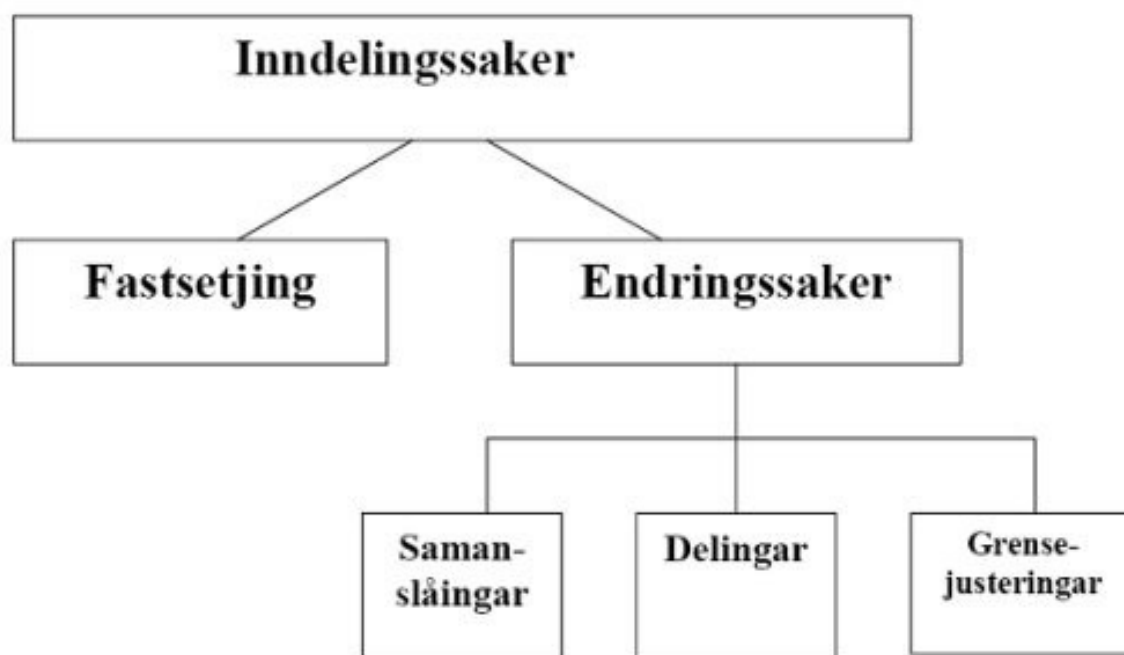 Inndelingssaker
Fastsetjing
Endringssaker
Saman-
slåingar
Delingar
Grense-
justeringar